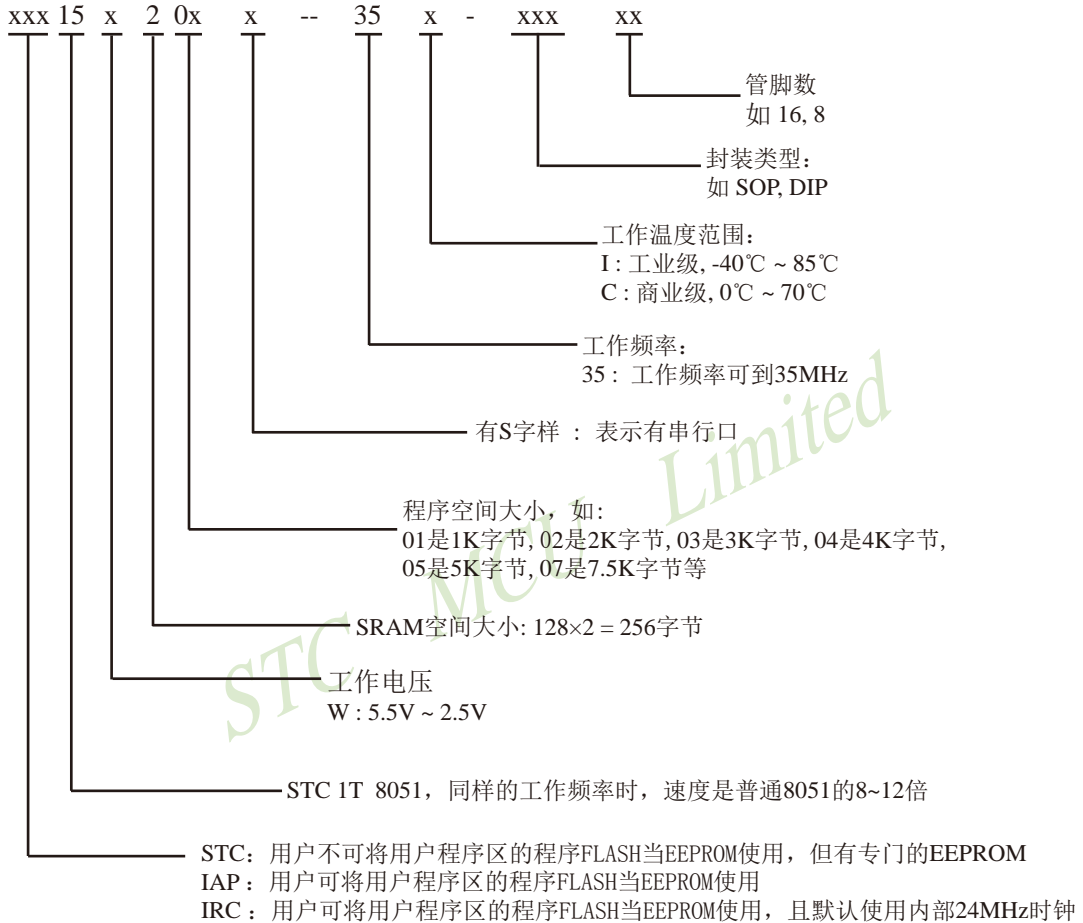 xxx 15 x 2 0x x -- 35 x - xxx xx
管脚数
如 16, 8
封装类型：
如 SOP, DIP
工作温度范围：
I : 工业级, -40℃ ~ 85℃
C : 商业级, 0℃ ~ 70℃
工作频率：
35 : 工作频率可到35MHz
有S字样 : 表示有串行口
程序空间大小，如:
01是1K字节, 02是2K字节, 03是3K字节, 04是4K字节,
05是5K字节, 07是7.5K字节等
SRAM空间大小: 128×2 = 256字节
工作电压
W : 5.5V ~ 2.5V
STC 1T 8051，同样的工作频率时，速度是普通8051的8~12倍
STC：用户不可将用户程序区的程序FLASH当EEPROM使用，但有专门的EEPROM
IAP：用户可将用户程序区的程序FLASH当EEPROM使用
IRC：用户可将用户程序区的程序FLASH当EEPROM使用，且默认使用内部24MHz时钟
STC MCU Limited